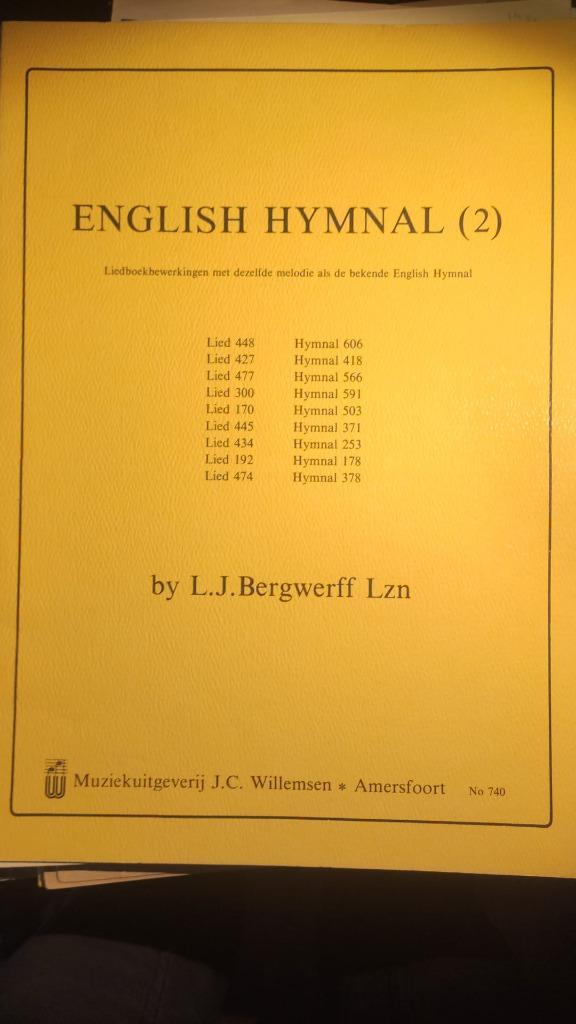 ENGLISH HYMNAL (2)
Liedboekbewerkingen met dezelfde melodie als de bekende English Hymnal
Lied 448 Hymnal 606
Lied 427 Hymnal 418
Lied 477 Hymnal 566
Lied 300 Hymnal 591
Lied 170 Hymnal 503
Lied 445 Hymnal 371
Lied 434 Hymnal 253
Lied 192 Hymnal 178
Lied 474 Hymnal 378
by L.J.Bergwerff Lzn
Muziekuitgeverij J.C. Willemsen * Amersfoort No 740